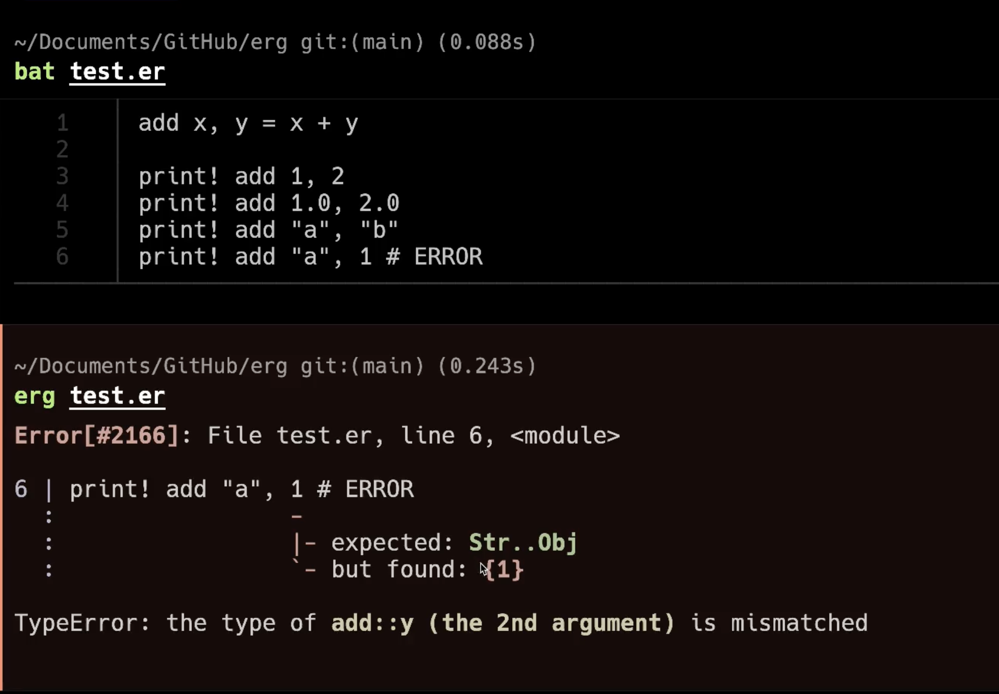 ~/Documents/GitHub/erg git:(main) (0.088s)
bat test.er
1 add x, y = x + y
2
3 print! add 1, 2
4 print! add 1.0, 2.0
5 print! add "a", "b"
6 print! add "a", 1 # ERROR
~/Documents/GitHub/erg git:(main) (0.243s)
erg test.er
Error[#2166]: File test.er, line 6, <module>
6 | print! add "a", 1 # ERROR
: -
: |- expected: Str..Obj
: `- but found: {1}
TypeError: the type of add::y (the 2nd argument) is mismatched